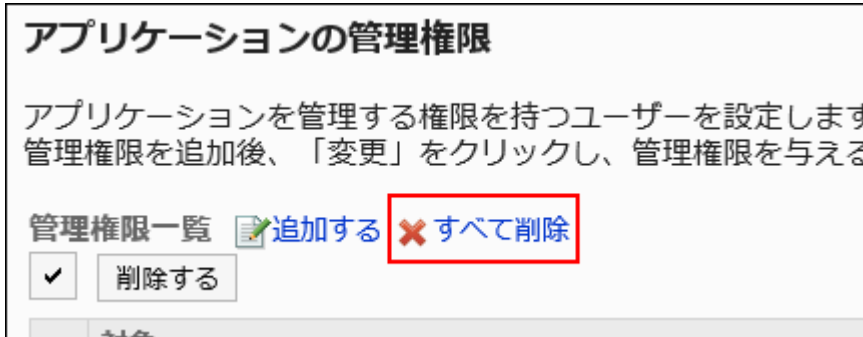 アプリケーションの管理権限
アプリケーションを管理する権限を持つユーザーを設定します
管理権限を追加後、「変更」をクリックし、管理権限を与える
管理権限一覧 追加する すべて削除
削除する
対象